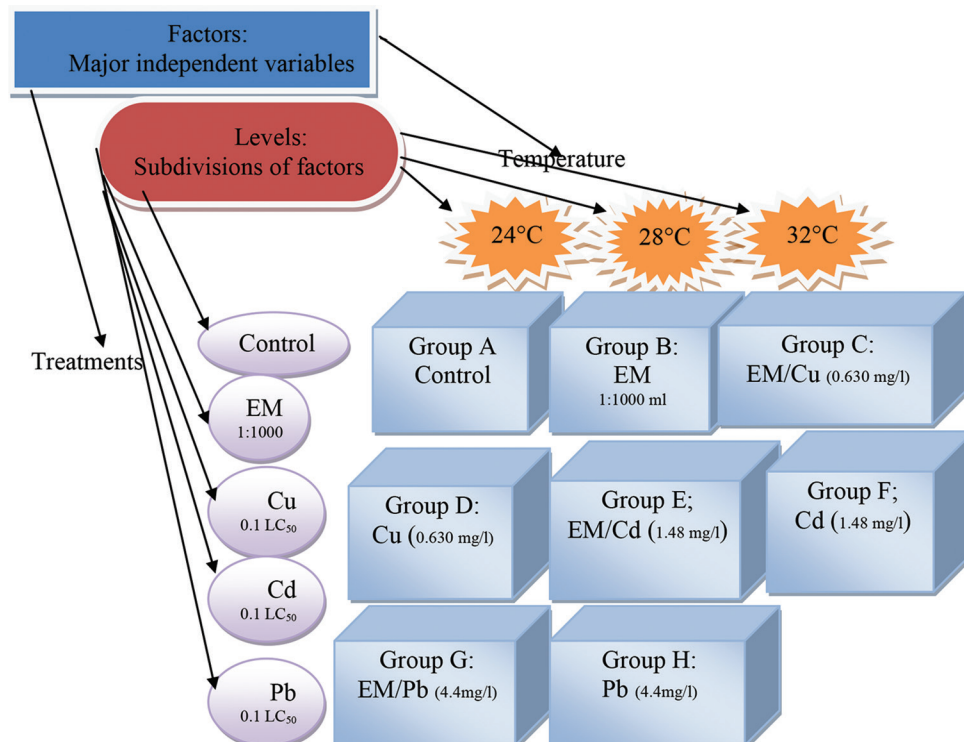 Factors:
Major independent variables
Levels:
Subdivisions of factors
Temperature
24°C
28°C
32°C
Treatments
Control
EM
1:1000
Cu
0.1 LC₅₀
Cd
0.1 LC₅₀
Pb
0.1 LC₅₀
Group A
Control
Group B:
EM
1:1000 ml
Group C:
EM/Cu (0.630 mg/l)
Group D:
Cu (0.630 mg/l)
Group E;
EM/Cd (1.48 mg/l)
Group F;
Cd (1.48 mg/l)
Group G:
EM/Pb (4.4mg/l)
Group H:
Pb (4.4mg/l)